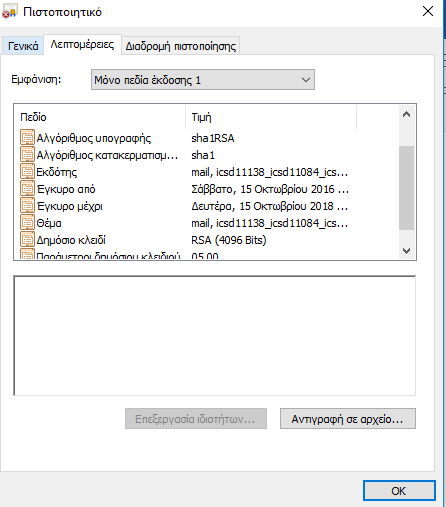 Πιστοποιητικό
Γενικά Λεπτομέρειες Διαδρομή πιστοποίησης
Εμφάνιση: Μόνο πεδία έκδοσης 1
Πεδίο Τιμή
Αλγόριθμος υπογραφής sha1RSA
Αλγόριθμος κατακερματισμ... sha1
Εκδότης mail, icsd11138_icsd11084_ics...
Έγκυρο από Σάββατο, 15 Οκτωβρίου 2016 ...
Έγκυρο μέχρι Δευτέρα, 15 Οκτωβρίου 2018 ...
Θέμα mail, icsd11138_icsd11084_ics...
Δημόσιο κλειδί RSA (4096 Bits)
Παράμετροι δημόσιου κλειδιού 05 00
Επεξεργασία ιδιοτήτων... Αντιγραφή σε αρχείο...
OK